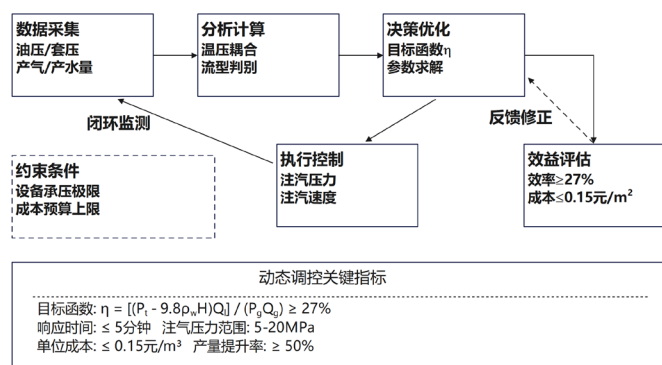 数据采集
油压/套压
产气/产水量
分析计算
温压耦合
流型判别
决策优化
目标函数η
参数求解
闭环监测
反馈修正
约束条件
设备承压极限
成本预算上限
执行控制
注汽压力
注汽速度
效益评估
效率≥27%
成本≤0.15元/m²
动态调控关键指标
目标函数: η = [(Pₜ - 9.8ρwH)Qₗ] / (PgQg) ≥ 27%
响应时间: ≤ 5分钟 注气压力范围: 5-20MPa
单位成本: ≤ 0.15元/m³ 产量提升率: ≥ 50%